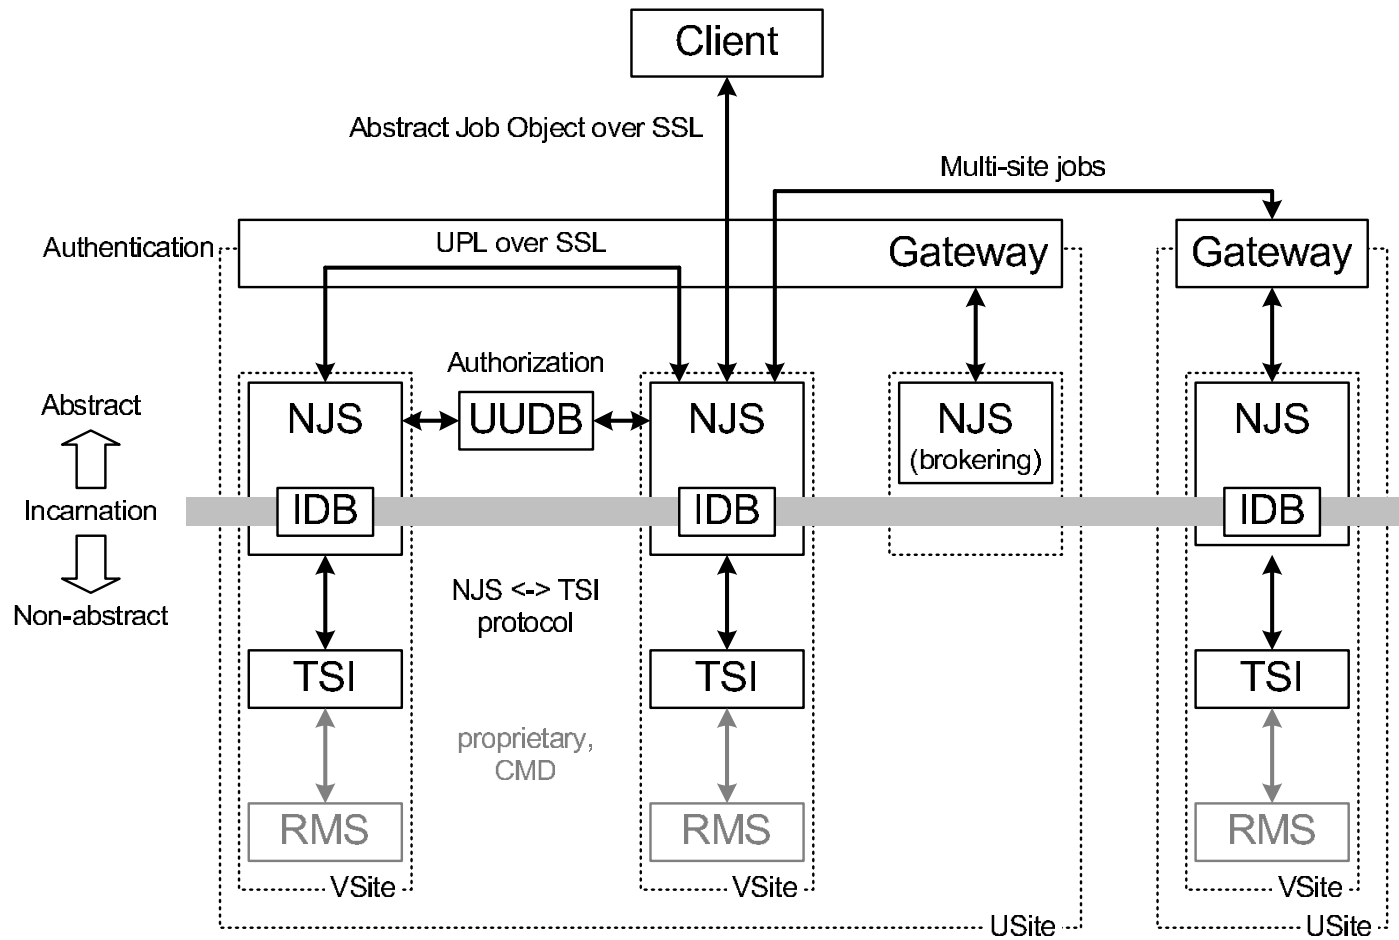 Client
Abstract Job Object over SSL
Multi-site jobs
Authentication
UPL over SSL
Gateway
Gateway
Authorization
Abstract
NJS
UUDB
NJS
NJS
(brokering)
NJS
Incarnation
IDB
IDB
IDB
Non-abstract
NJS <-> TSI
protocol
TSI
TSI
TSI
proprietary,
CMD
RMS
RMS
RMS
VSite
VSite
VSite
USite
USite